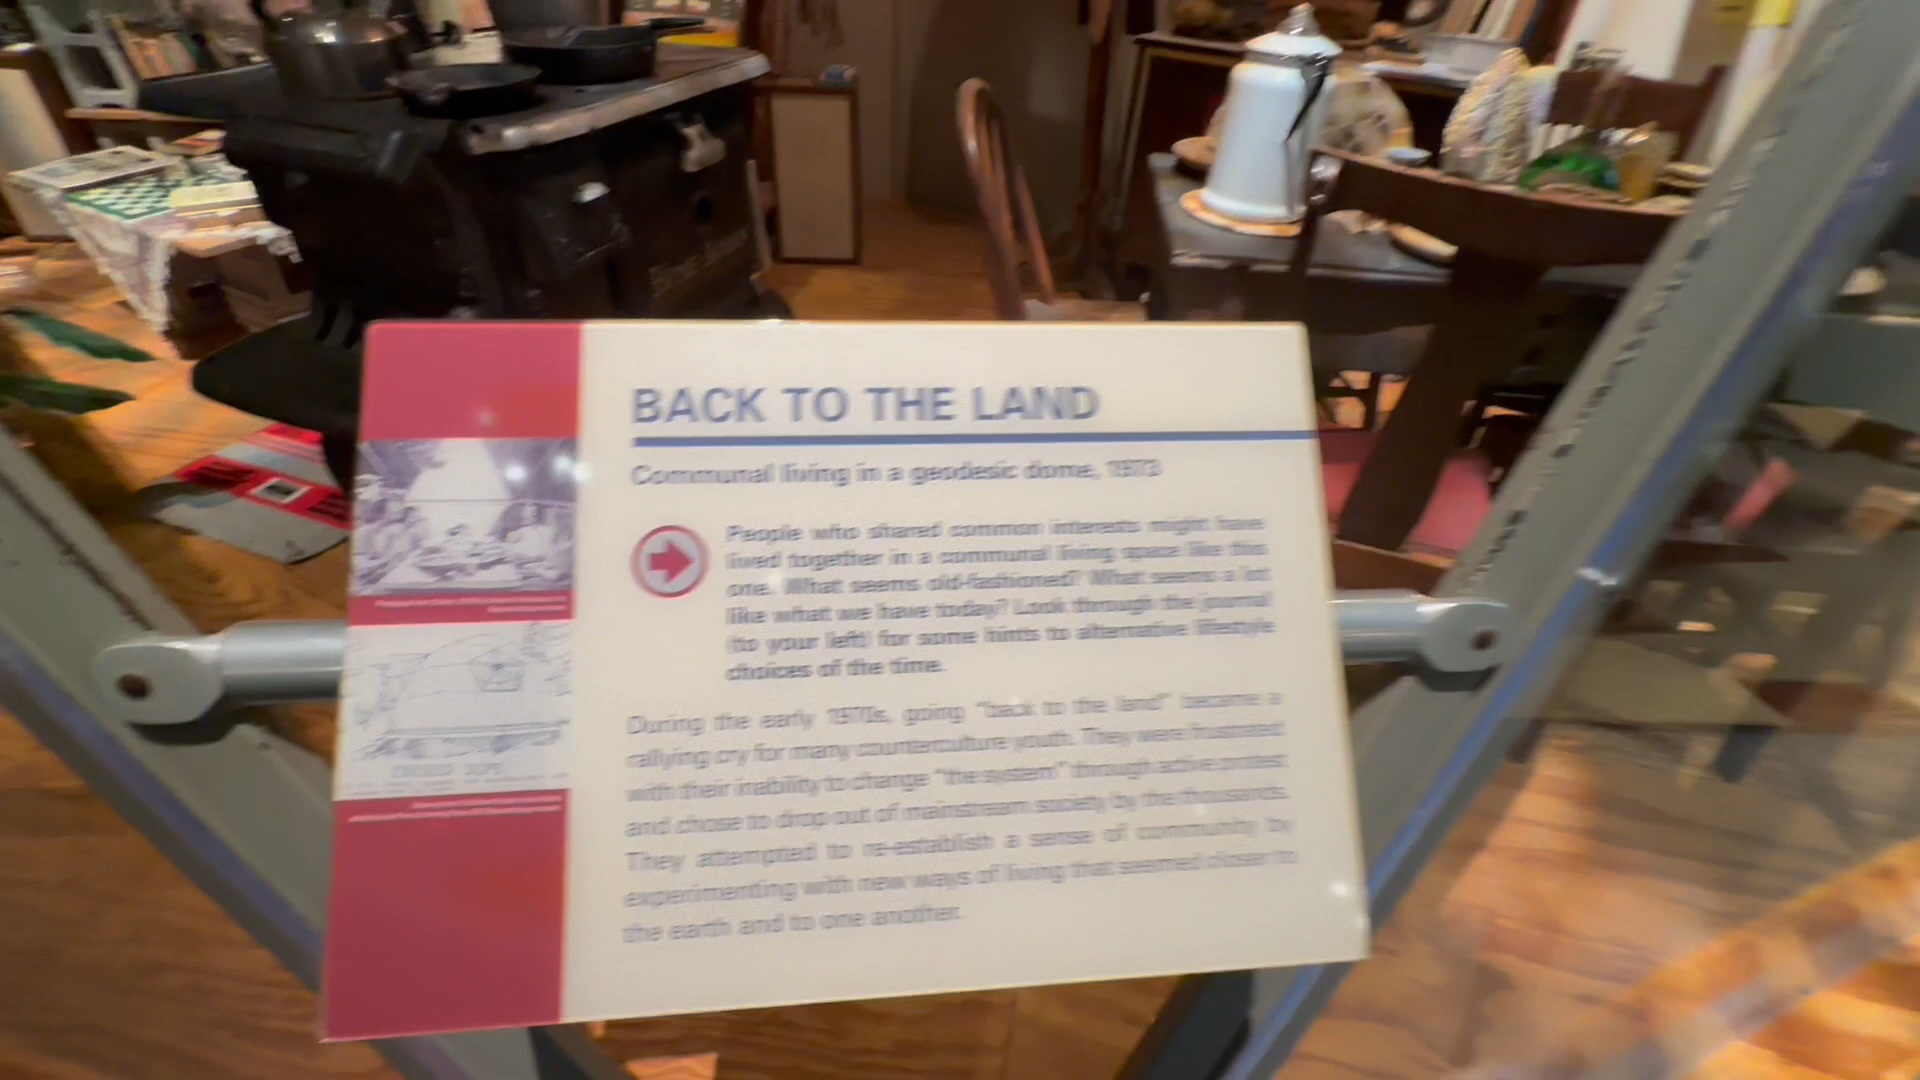 BACK TO THE LAND
Communal living in a geodesic dome, 1973
People who shared common interests might have
lived together in a communal living space like this
one. What seems old-fashioned? What seems a lot
like what we have today? Look through the journal
(to your left) for some hints to alternative lifestyle
choices of the time.
During the early 1970s, going "back to the land" became a
rallying cry for many counterculture youth. They were frustrated
with their inability to change "the system" through active protest
and chose to drop out of mainstream society by the thousands.
They attempted to re-establish a sense of community by
experimenting with new ways of living that seemed closer to
the earth and to one another.